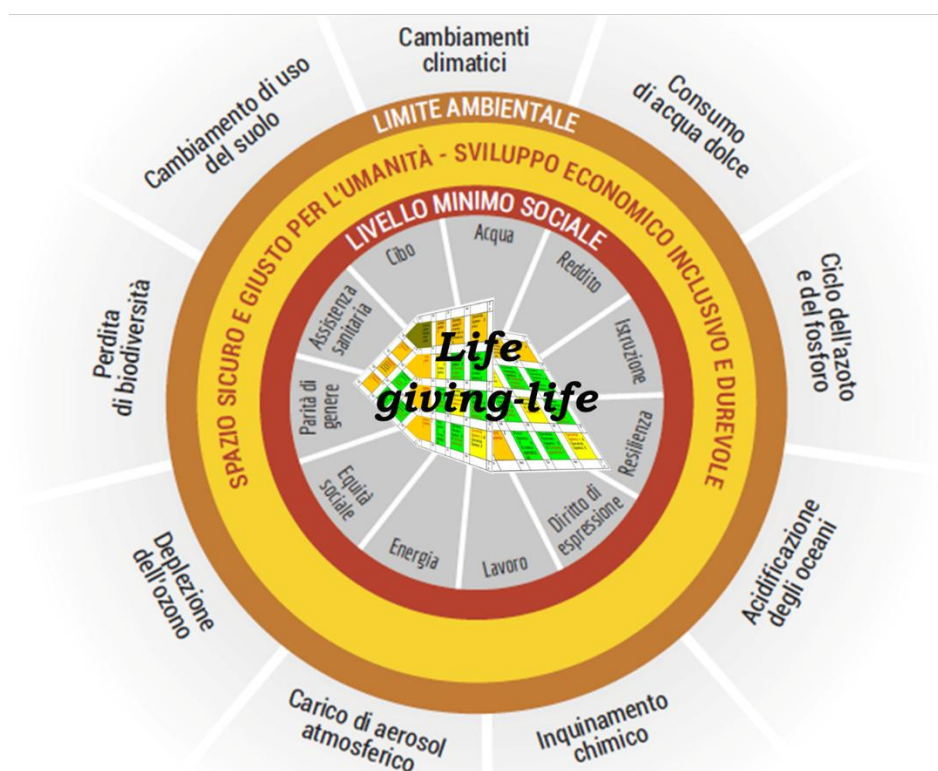 Cambiamenti
climatici
Consumo
di acqua dolce
Ciclo dell'azoto
e del fosforo
Acidificazione
degli oceani
Inquinamento
chimico
Carico di aerosol
atmosferico
Deplezione
dell'ozono
Perdita
di biodiversità
Cambiamento di uso
del suolo
LIMITE AMBIENTALE
SPAZIO SICURO E GIUSTO PER L'UMANITÀ - SVILUPPO ECONOMICO INCLUSIVO E DUREVOLE
LIVELLO MINIMO SOCIALE
Acqua
Reddito
Istruzione
Resilienza
Diritto di
espressione
Lavoro
Energia
Equità
sociale
Parità di
genere
Assistenza
sanitaria
Cibo
Life
giving-life